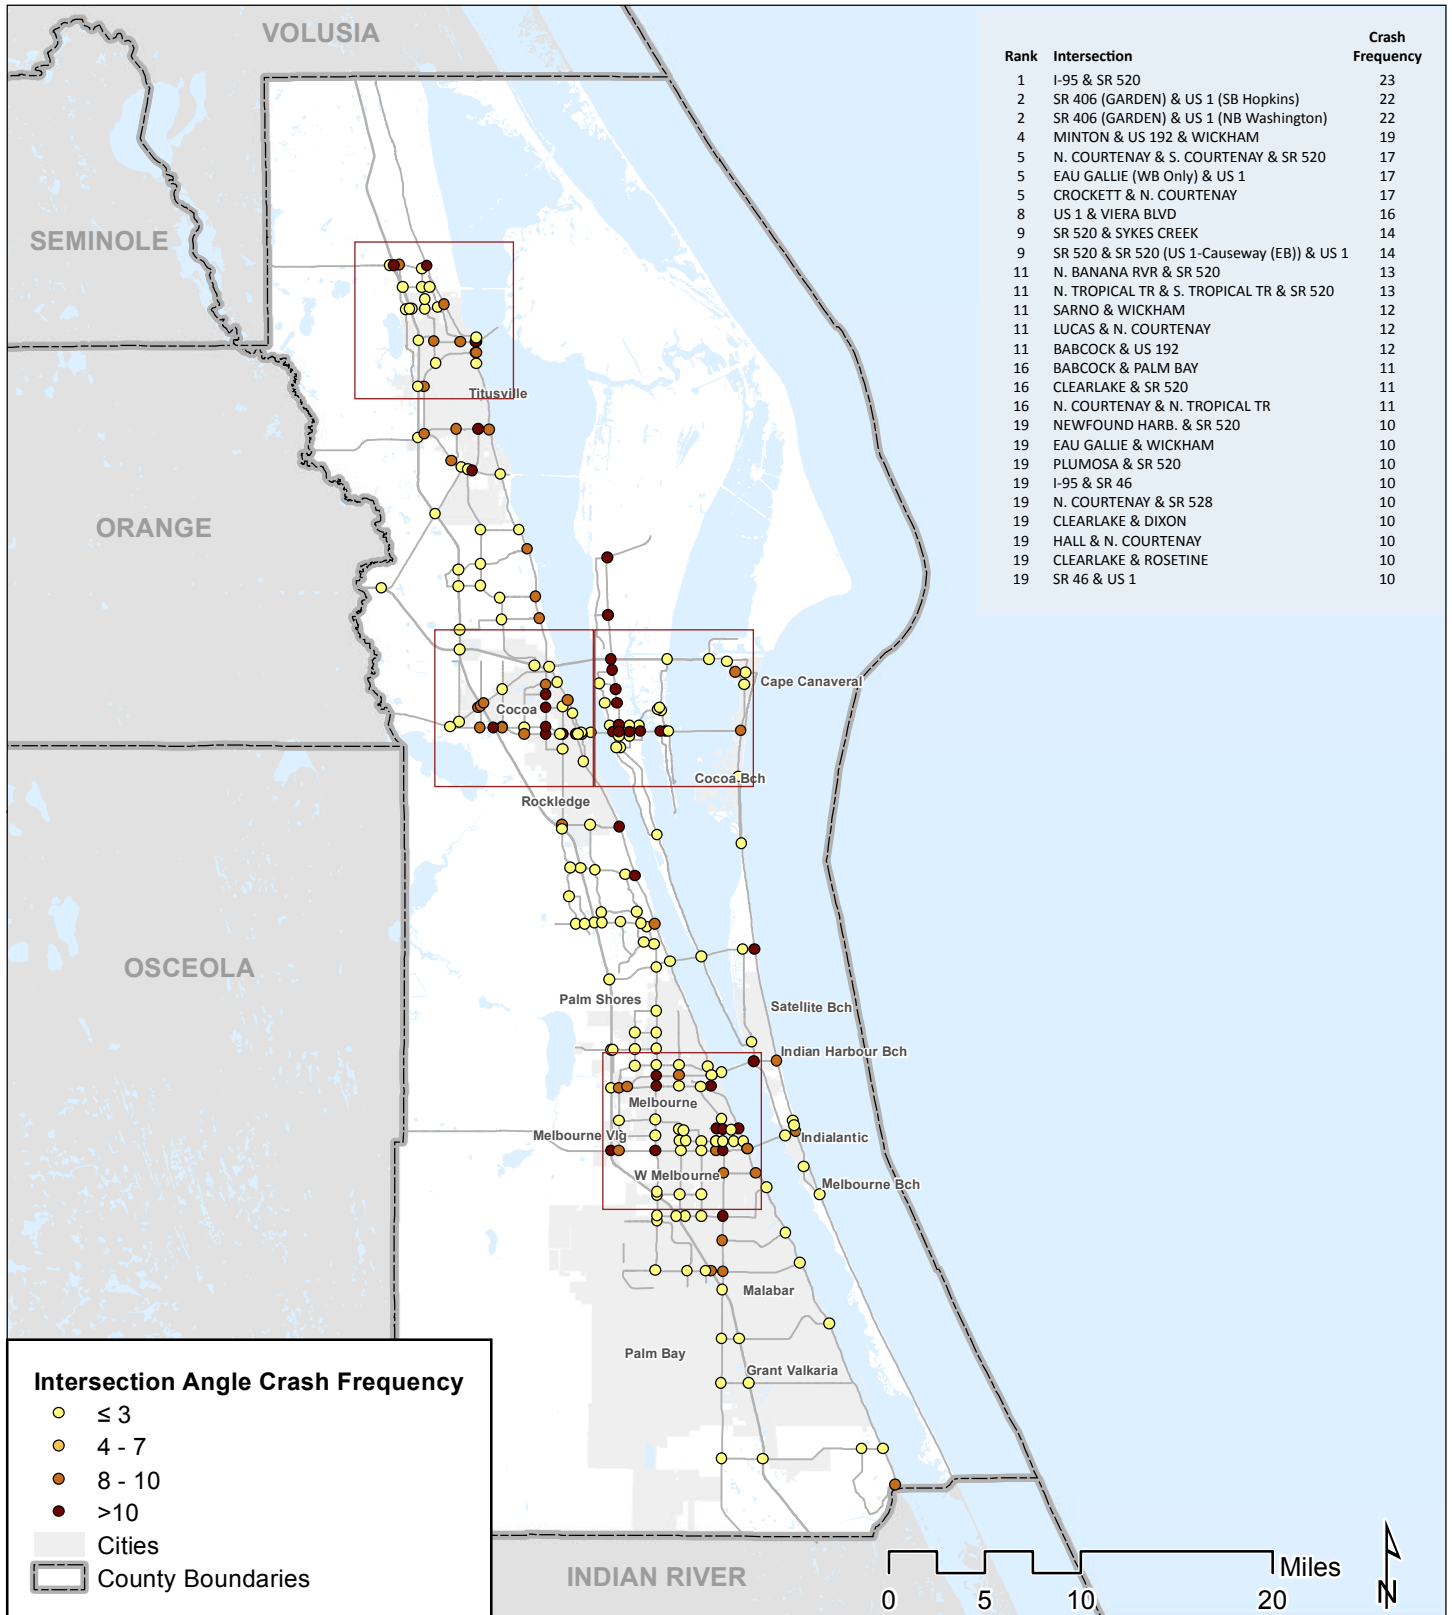 VOLUSIA
SEMINOLE
ORANGE
OSCEOLA
INDIAN RIVER
Crash
Rank Intersection Frequency
1 I-95 & SR 520 23
2 SR 406 (GARDEN) & US 1 (SB Hopkins) 22
2 SR 406 (GARDEN) & US 1 (NB Washington) 22
4 MINTON & US 192 & WICKHAM 19
5 N. COURTENAY & S. COURTENAY & SR 520 17
5 EAU GALLIE (WB Only) & US 1 17
5 CROCKETT & N. COURTENAY 17
8 US 1 & VIERA BLVD 16
9 SR 520 & SYKES CREEK 14
9 SR 520 & SR 520 (US 1-Causeway (EB)) & US 1 14
11 N. BANANA RVR & SR 520 13
11 N. TROPICAL TR & S. TROPICAL TR & SR 520 13
11 SARNO & WICKHAM 12
11 LUCAS & N. COURTENAY 12
11 BABCOCK & US 192 12
16 BABCOCK & PALM BAY 11
16 CLEARLAKE & SR 520 11
16 N. COURTENAY & N. TROPICAL TR 11
19 NEWFOUND HARB. & SR 520 10
19 EAU GALLIE & WICKHAM 10
19 PLUMOSA & SR 520 10
19 I-95 & SR 46 10
19 N. COURTENAY & SR 528 10
19 CLEARLAKE & DIXON 10
19 HALL & N. COURTENAY 10
19 CLEARLAKE & ROSETINE 10
19 SR 46 & US 1 10
Titusville
Cape Canaveral
Cocoa
Cocoa Bch
Rockledge
Palm Shores
Satellite Bch
Indian Harbour Bch
Melbourne
Melbourne Vlg
Indialantic
W Melbourne
Melbourne Bch
Malabar
Palm Bay
Grant Valkaria
Intersection Angle Crash Frequency
≤ 3
4 - 7
8 - 10
>10
Cities
County Boundaries
Miles
0 5 10 20
N